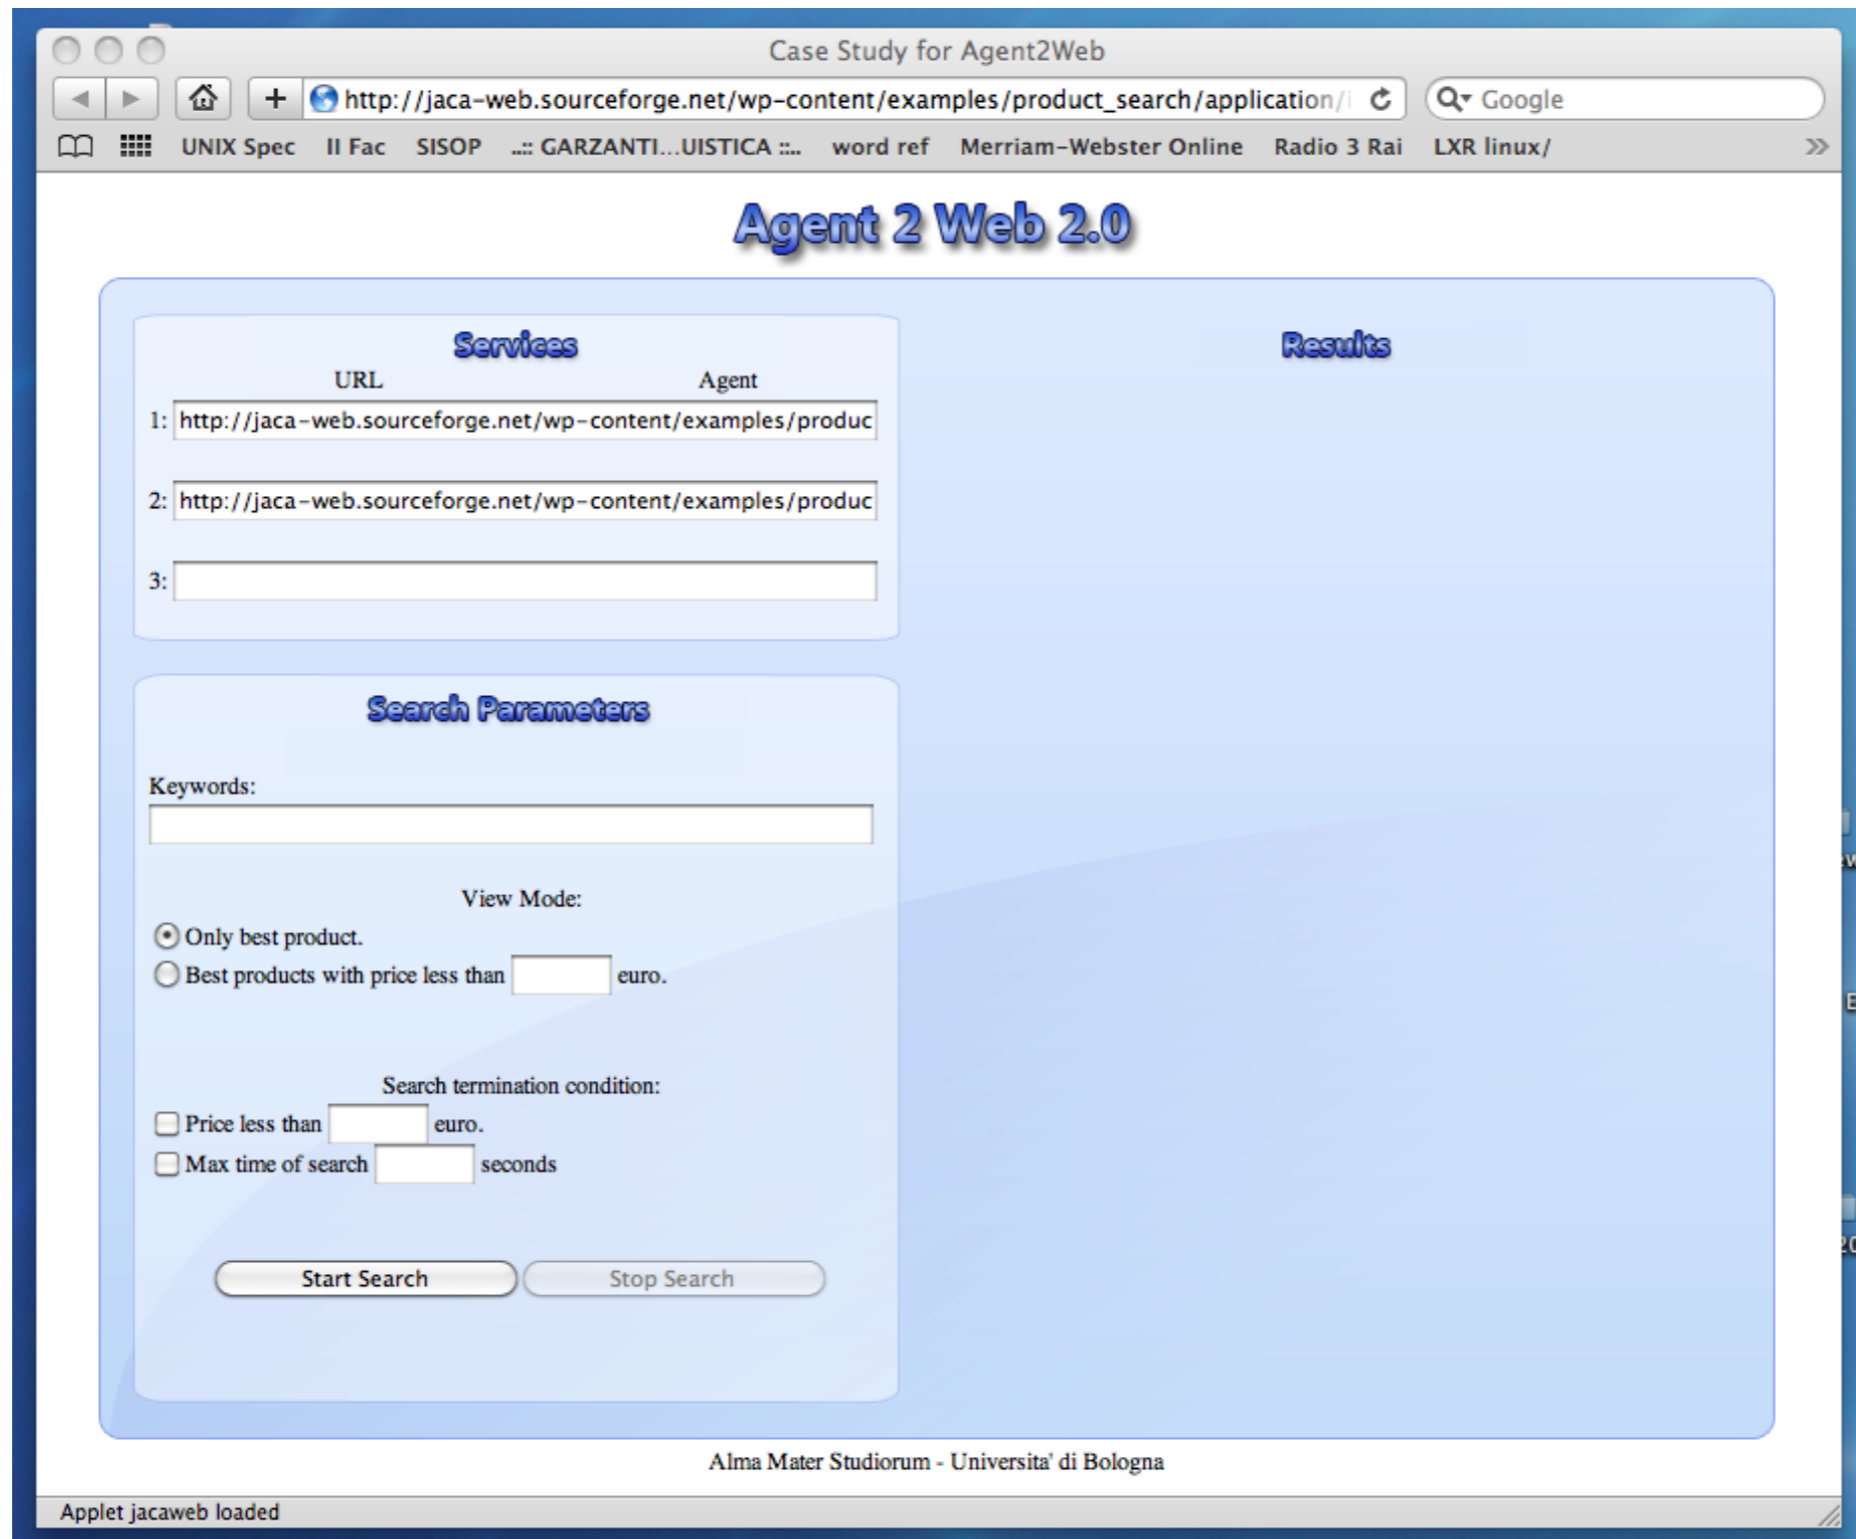 Case Study for Agent2Web
http://jaca-web.sourceforge.net/wp-content/examples/product_search/application/i
Google
UNIX Spec II Fac SISOP ..:: GARZANTI...UISTICA ::.. word ref Merriam-Webster Online Radio 3 Rai LXR linux/
Agent 2 Web 2.0
Services
URL Agent
1: http://jaca-web.sourceforge.net/wp-content/examples/produc
2: http://jaca-web.sourceforge.net/wp-content/examples/produc
3:
Search Parameters
Keywords:
View Mode:
Only best product.
Best products with price less than euro.
Search termination condition:
Price less than euro.
Max time of search seconds
Start Search Stop Search
Results
Alma Mater Studiorum - Universita' di Bologna
Applet jacaweb loaded